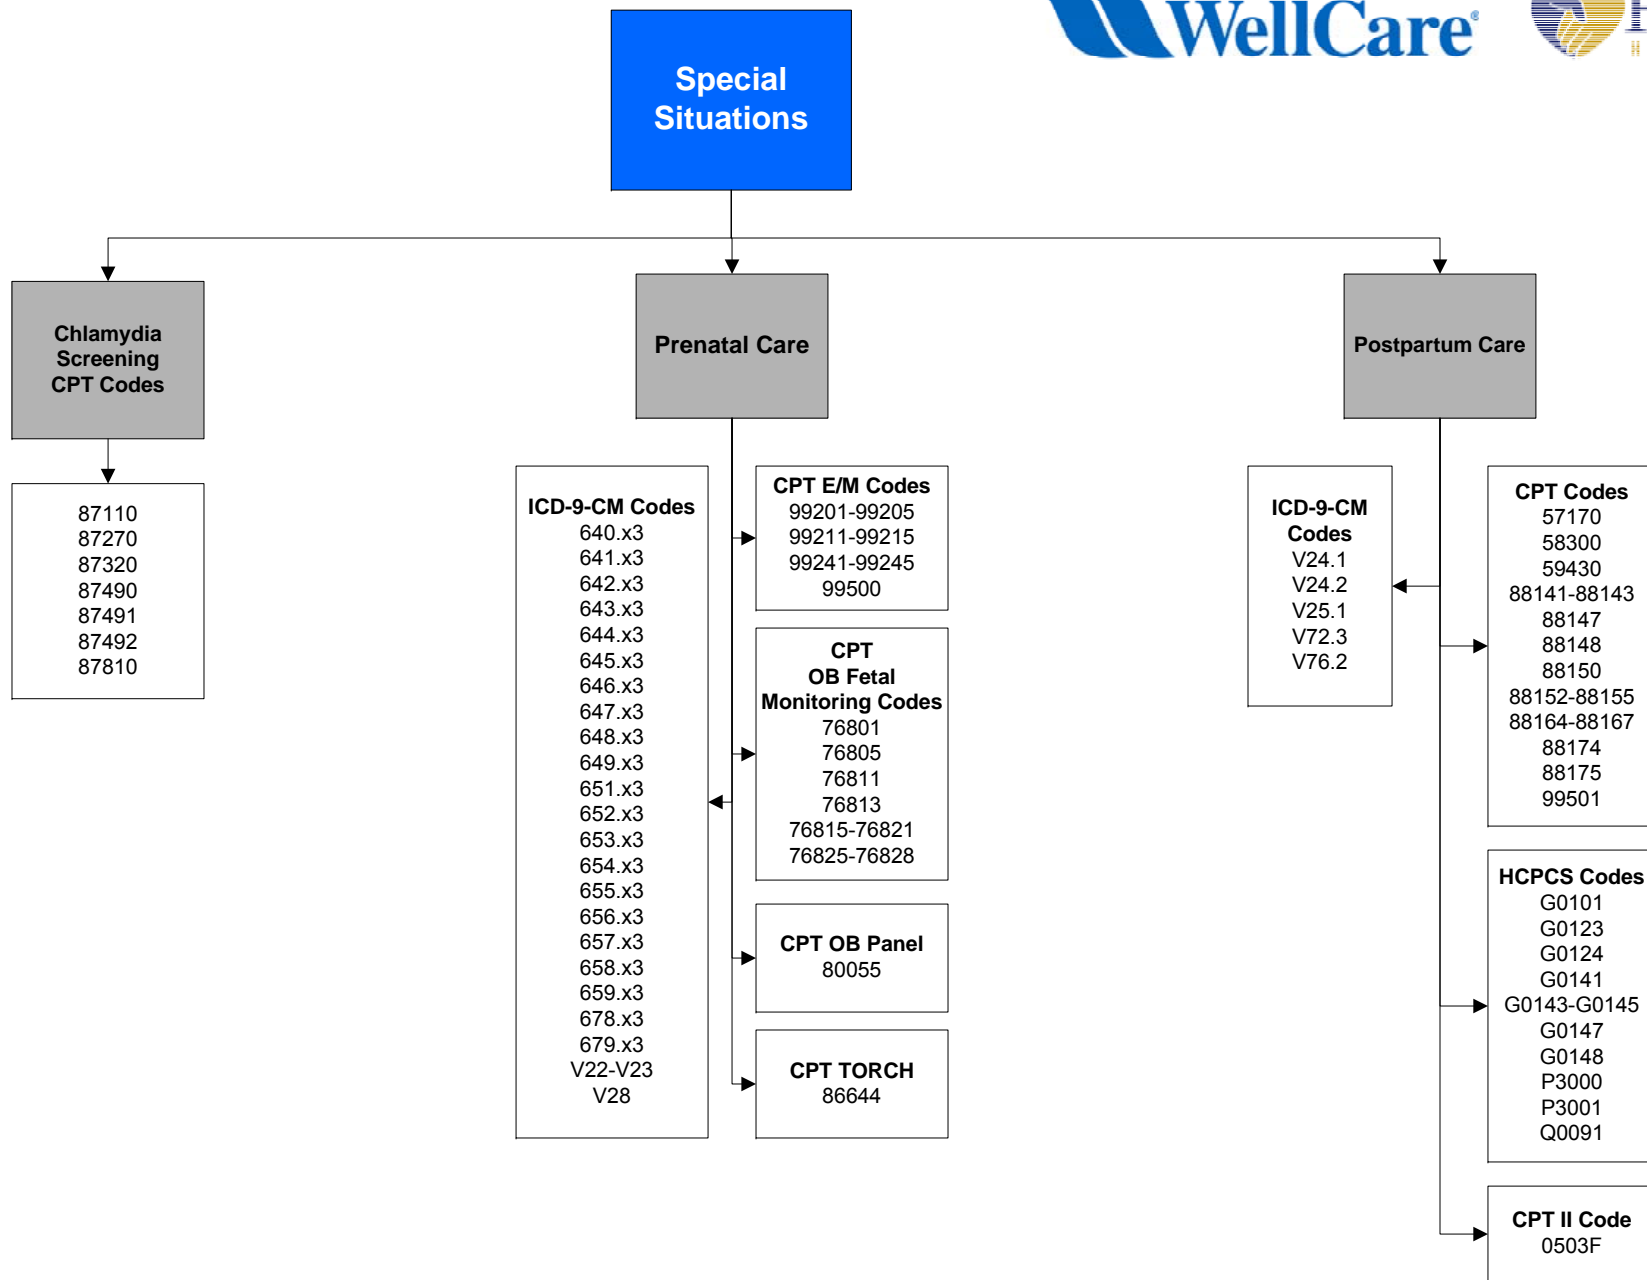 WellCare®
Special
Situations
Chlamydia
Screening
CPT Codes
87110
87270
87320
87490
87491
87492
87810
Prenatal Care
ICD-9-CM Codes
640.x3
641.x3
642.x3
643.x3
644.x3
645.x3
646.x3
647.x3
648.x3
649.x3
651.x3
652.x3
653.x3
654.x3
655.x3
656.x3
657.x3
658.x3
659.x3
678.x3
679.x3
V22-V23
V28
CPT E/M Codes
99201-99205
99211-99215
99241-99245
99500
CPT
OB Fetal
Monitoring Codes
76801
76805
76811
76813
76815-76821
76825-76828
CPT OB Panel
80055
CPT TORCH
86644
Postpartum Care
ICD-9-CM
Codes
V24.1
V24.2
V25.1
V72.3
V76.2
CPT Codes
57170
58300
59430
88141-88143
88147
88148
88150
88152-88155
88164-88167
88174
88175
99501
HCPCS Codes
G0101
G0123
G0124
G0141
G0143-G0145
G0147
G0148
P3000
P3001
Q0091
CPT II Code
0503F